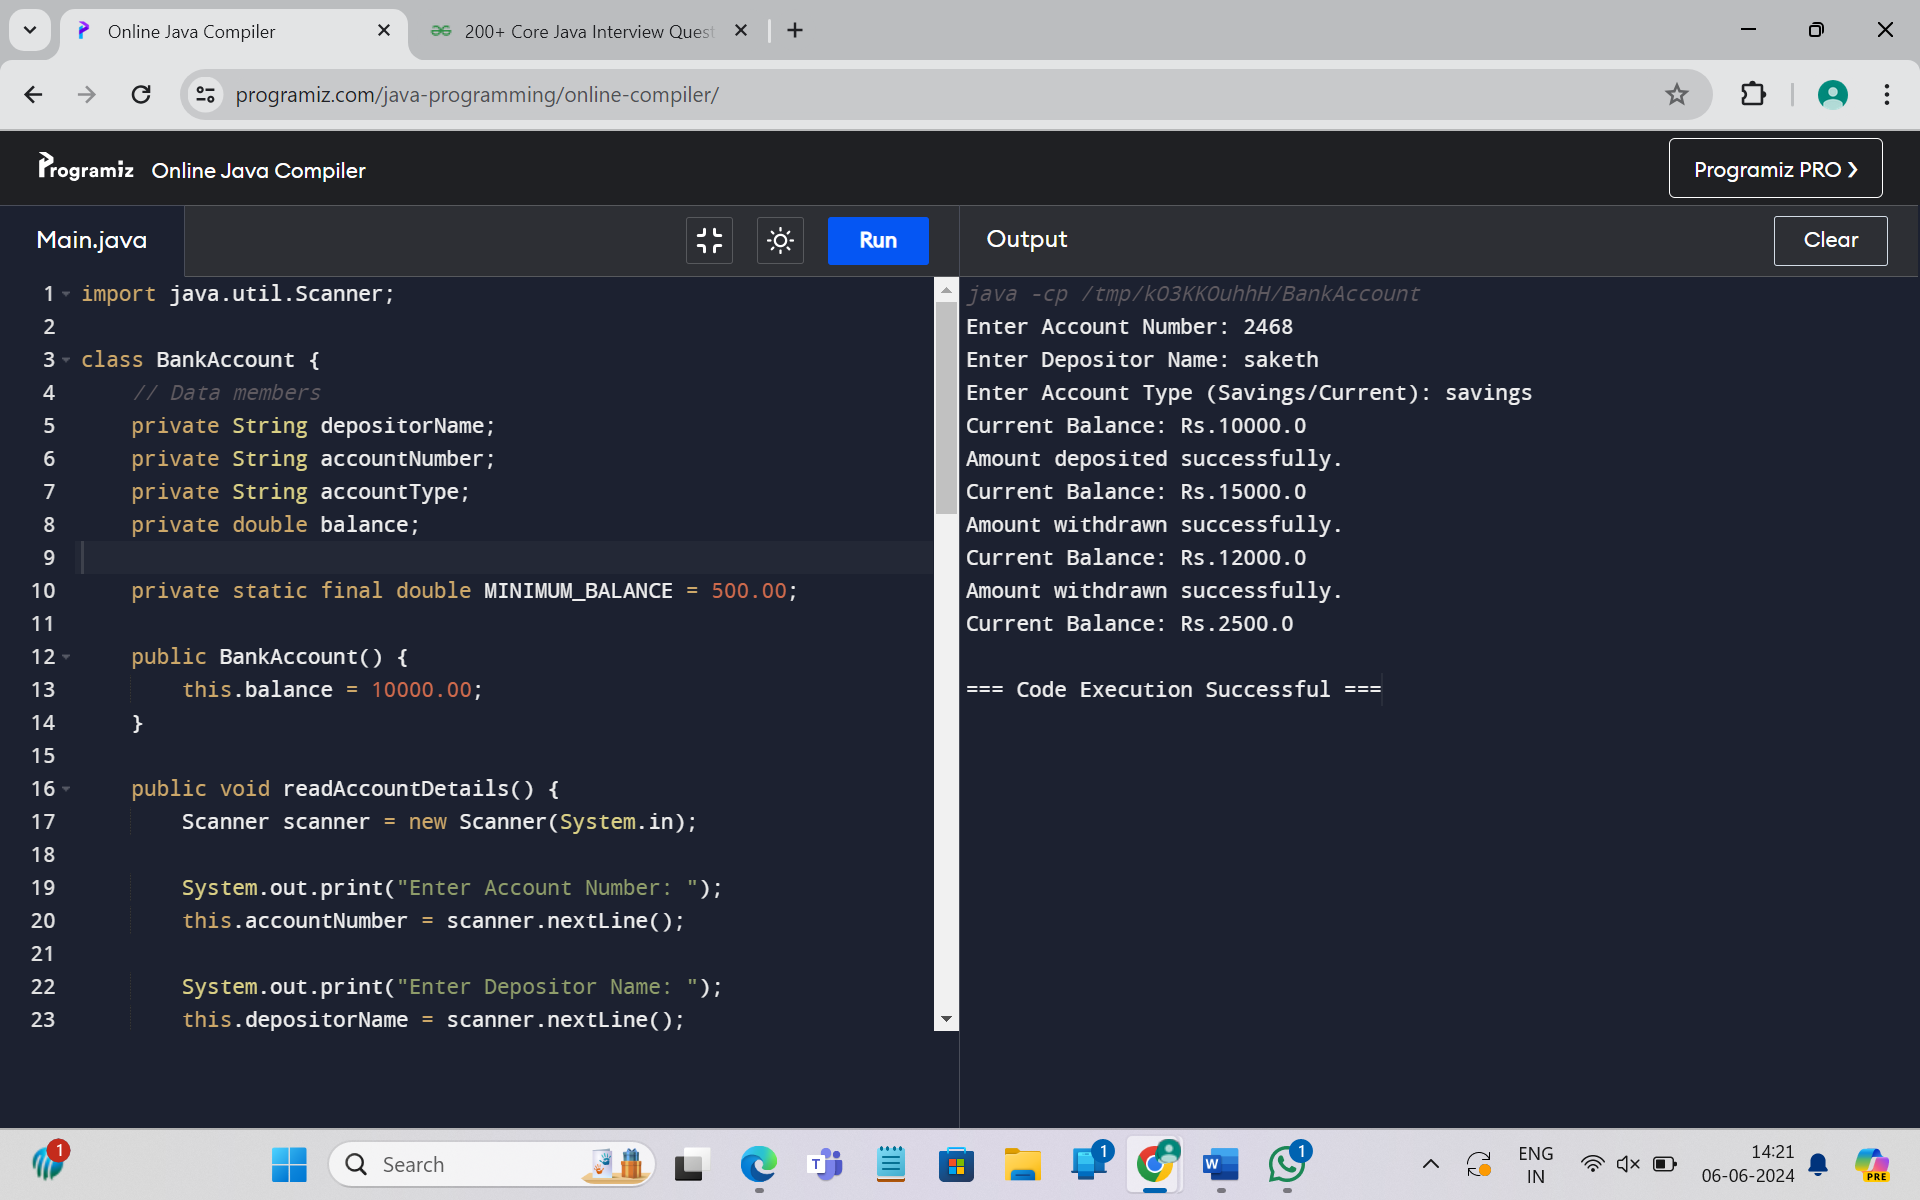 Online Java Compiler
200+ Core Java Interview Quest
programiz.com/java-programming/online-compiler/
Programiz Online Java Compiler
Programiz PRO ❯
Main.java
Run
Output
Clear
1 import java.util.Scanner;
2
3 class BankAccount {
4     // Data members
5     private String depositorName;
6     private String accountNumber;
7     private String accountType;
8     private double balance;
9
10     private static final double MINIMUM_BALANCE = 500.00;
11
12     public BankAccount() {
13         this.balance = 10000.00;
14     }
15
16     public void readAccountDetails() {
17         Scanner scanner = new Scanner(System.in);
18
19         System.out.print("Enter Account Number: ");
20         this.accountNumber = scanner.nextLine();
21
22         System.out.print("Enter Depositor Name: ");
23         this.depositorName = scanner.nextLine();
java -cp /tmp/kO3KKOuhhH/BankAccount
Enter Account Number: 2468
Enter Depositor Name: saketh
Enter Account Type (Savings/Current): savings
Current Balance: Rs.10000.0
Amount deposited successfully.
Current Balance: Rs.15000.0
Amount withdrawn successfully.
Current Balance: Rs.12000.0
Amount withdrawn successfully.
Current Balance: Rs.2500.0
=== Code Execution Successful ===
1
Search
T
1
W
1
ENG
IN
14:21
06-06-2024
PRE